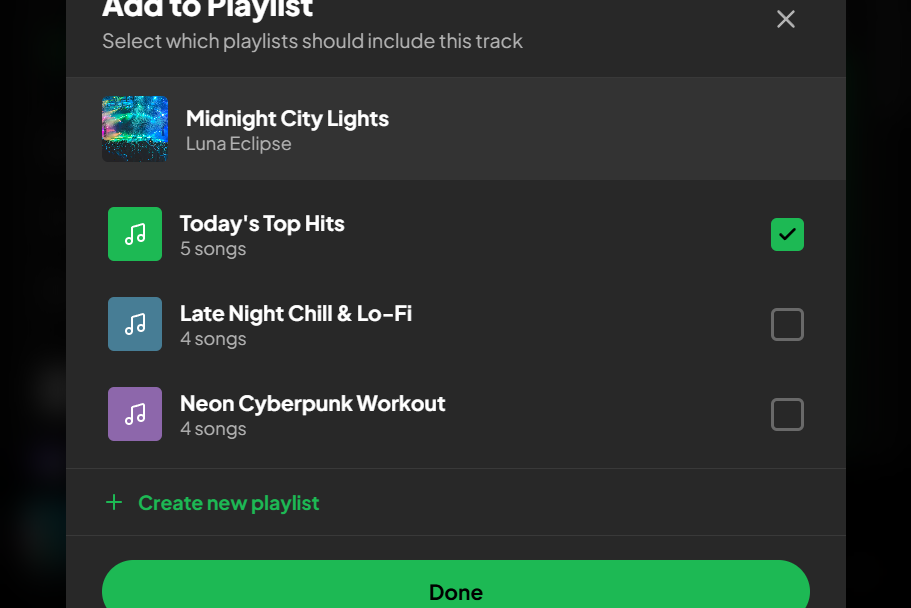 Add to Playlist
Select which playlists should include this track
Midnight City Lights
Luna Eclipse
Today's Top Hits
5 songs
Late Night Chill & Lo-Fi
4 songs
Neon Cyberpunk Workout
4 songs
Create new playlist
Done